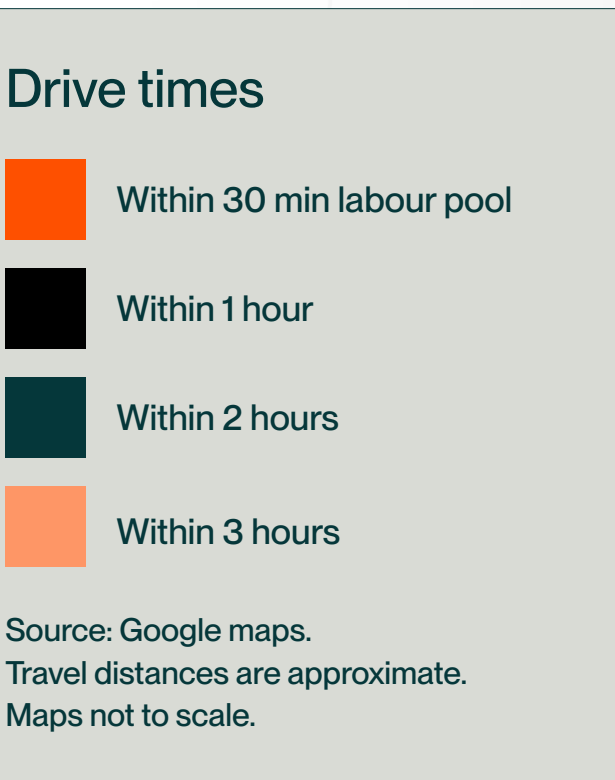 Drive times
Within 30 min labour pool
Within 1 hour
Within 2 hours
Within 3 hours
Source: Google maps.
Travel distances are approximate.
Maps not to scale.